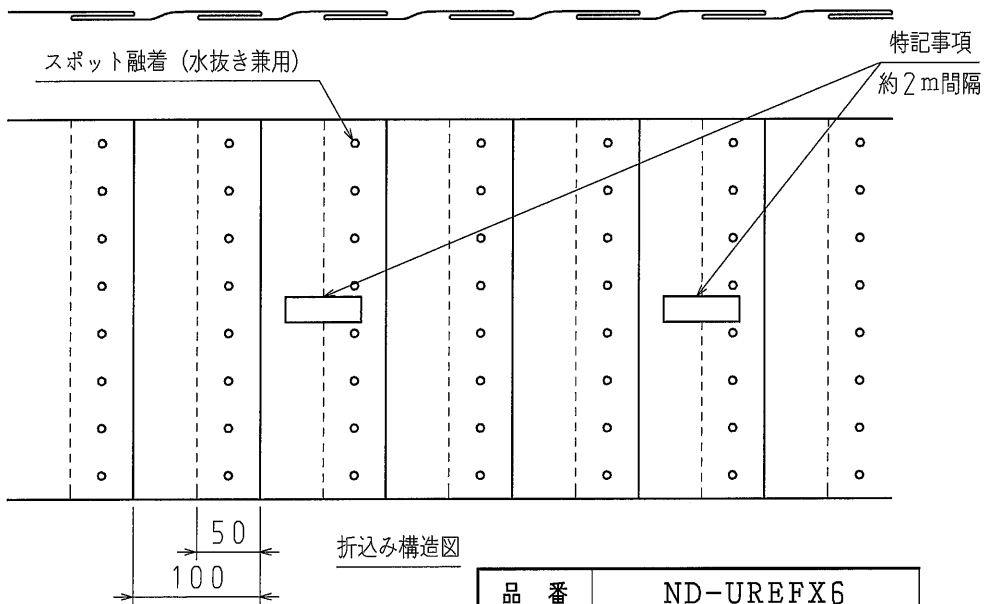 スポット融着（水抜き兼用）
特記事項
約2m間隔
50
100
折込み構造図
品番 ND-UREFX6